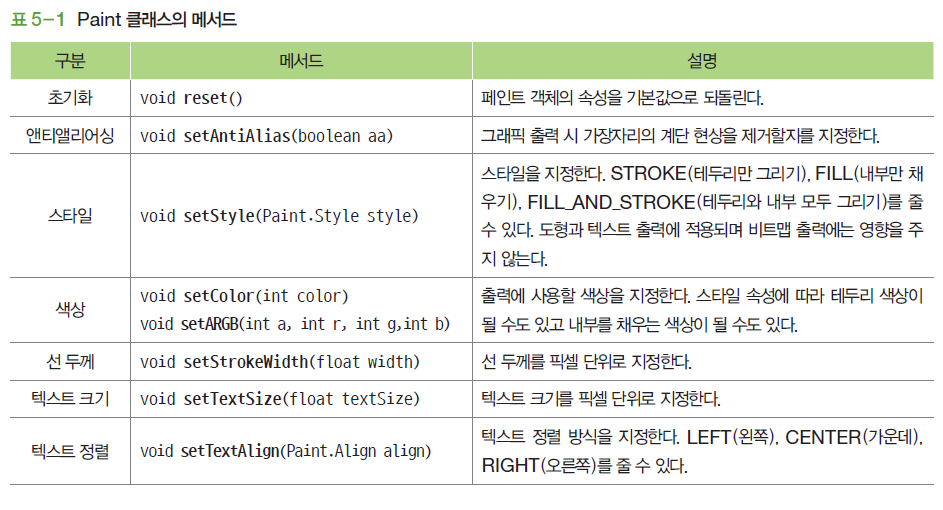 표 5-1 Paint 클래스의 메서드
구분 메서드 설명
초기화 void reset() 페인트 객체의 속성을 기본값으로 되돌린다.
앤티앨리어싱 void setAntiAlias(boolean aa) 그래픽 출력 시 가장자리의 계단 현상을 제거할지를 지정한다.
스타일 void setStyle(Paint.Style style)
스타일을 지정한다. STROKE(테두리만 그리기), FILL(내부만 채
우기), FILL_AND_STROKE(테두리와 내부 모두 그리기)를 줄
수 있다. 도형과 텍스트 출력에 적용되며 비트맵 출력에는 영향을 주
지 않는다.
색상
void setColor(int color)
void setARGB(int a, int r, int g,int b)
출력에 사용할 색상을 지정한다. 스타일 속성에 따라 테두리 색상이
될 수도 있고 내부를 채우는 색상이 될 수도 있다.
선 두께 void setStrokeWidth(float width) 선 두께를 픽셀 단위로 지정한다.
텍스트 크기 void setTextSize(float textSize) 텍스트 크기를 픽셀 단위로 지정한다.
텍스트 정렬 void setTextAlign(Paint.Align align)
텍스트 정렬 방식을 지정한다. LEFT(왼쪽), CENTER(가운데),
RIGHT(오른쪽)를 줄 수 있다.